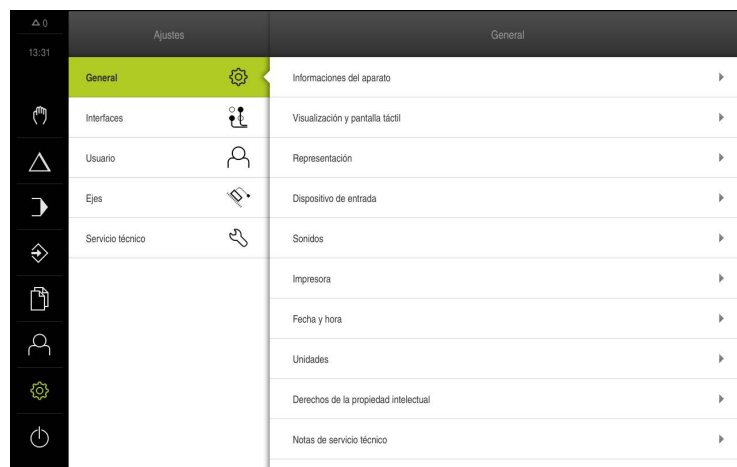 0
13:31
Ajustes
General
Interfaces
Usuario
Ejes
Servicio técnico
General
Informaciones del aparato
Visualización y pantalla táctil
Representación
Dispositivo de entrada
Sonidos
Impresora
Fecha y hora
Unidades
Derechos de la propiedad intelectual
Notas de servicio técnico